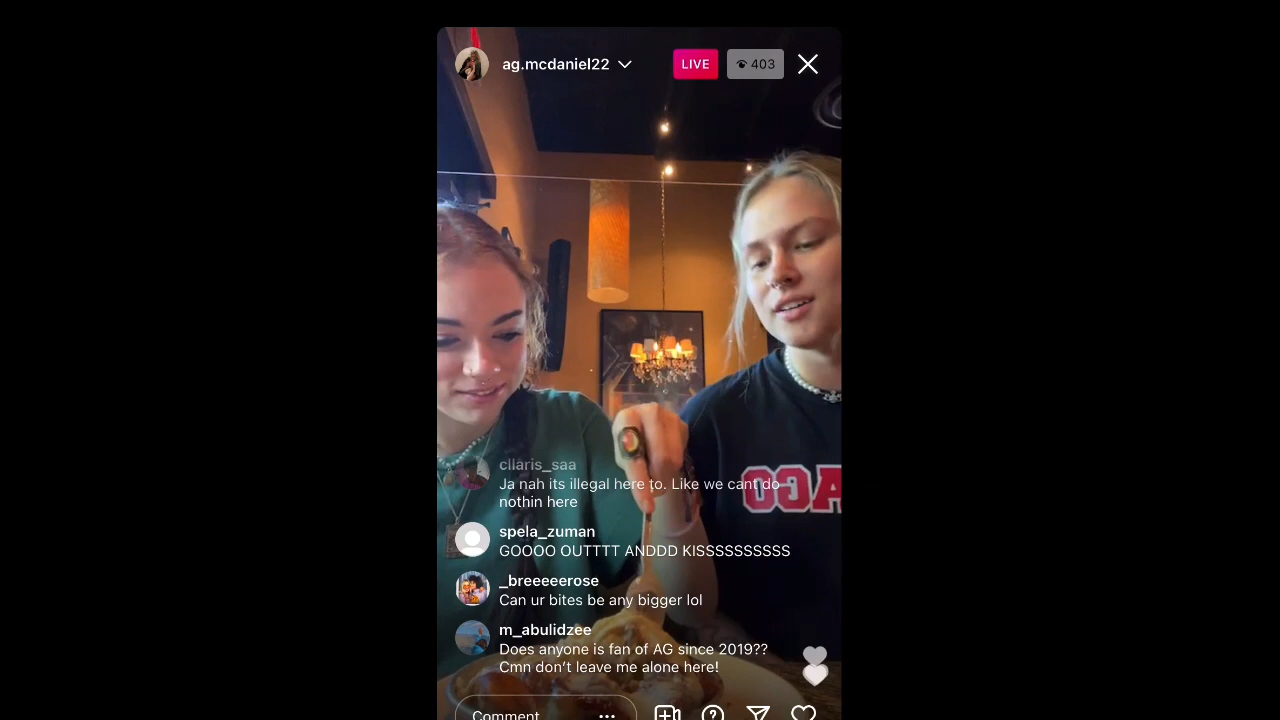 ag.mcdaniel22
LIVE
403
cllaris_saa
Ja nah its illegal here to. Like we cant do
nothin here
spela_zuman
GOOOO OUTTTT ANDDD KISSSSSSSSSS
_breeeeerose
Can ur bites be any bigger lol
m_abulidzee
Does anyone is fan of AG since 2019??
Cmn don’t leave me alone here!
Comment